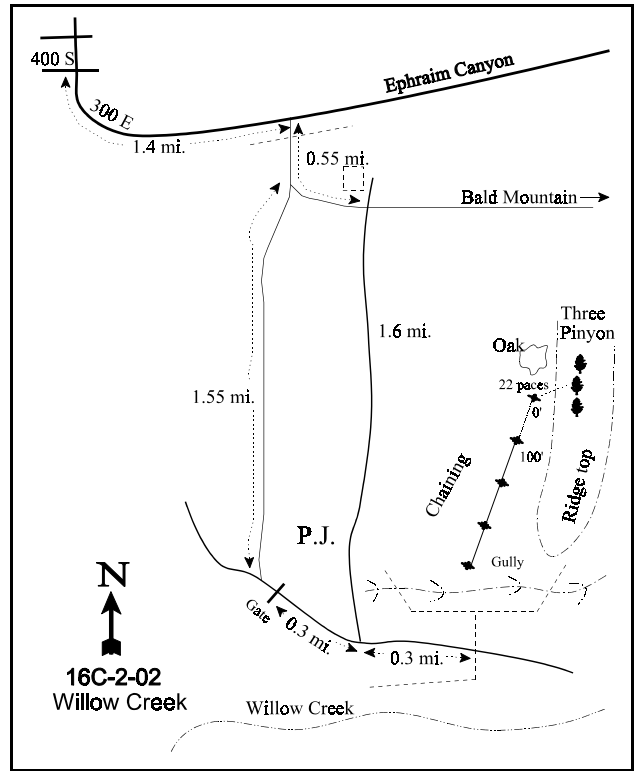 400 S
Ephraim Canyon
300 E
1.4 mi.
0.55 mi.
Bald Mountain
Three
Pinyon
1.6 mi.
Oak
22 paces
0'
1.55 mi.
100'
Chaining
Ridge top
P.J.
Gully
N
Gate
0.3 mi.
0.3 mi.
16C-2-02
Willow Creek
Willow Creek